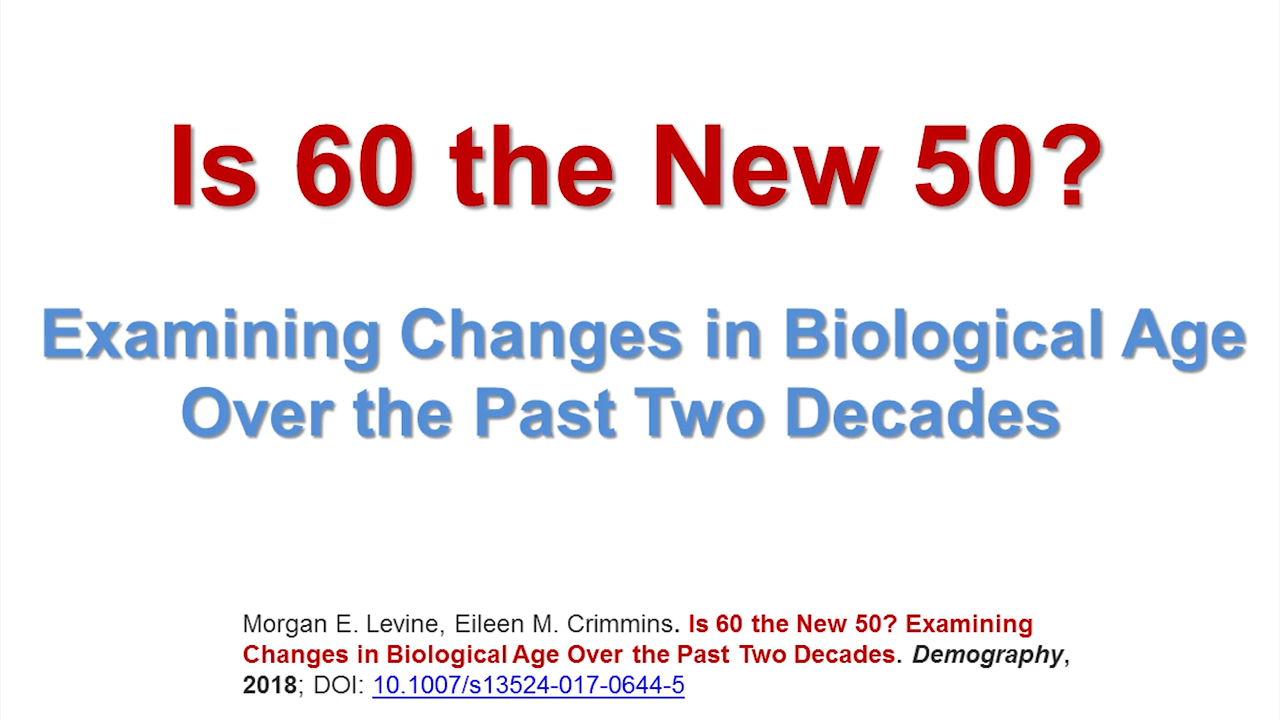 Is 60 the New 50?
Examining Changes in Biological Age
Over the Past Two Decades
Morgan E. Levine, Eileen M. Crimmins. Is 60 the New 50? Examining
Changes in Biological Age Over the Past Two Decades. Demography,
2018; DOI: 10.1007/s13524-017-0644-5